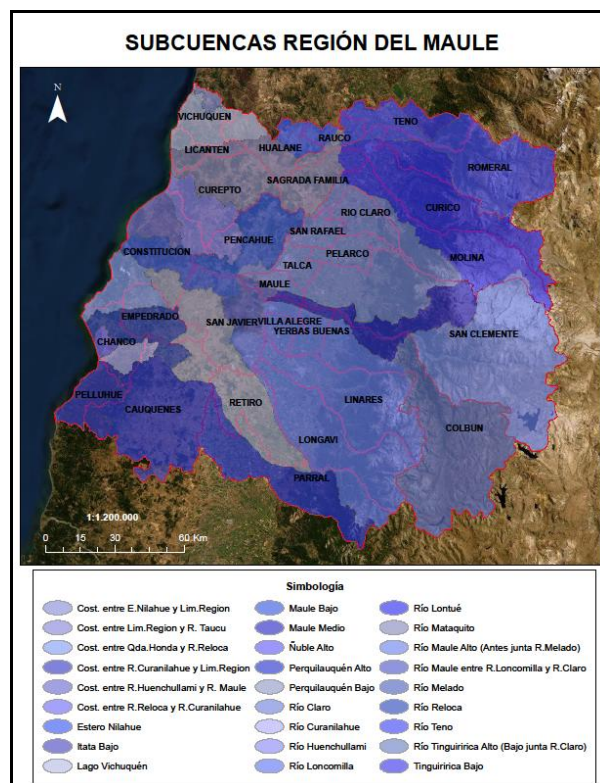 SUBCUENCAS REGIÓN DEL MAULE
N
VICHUQUEN
TENO
RAUCO
LICANTEN
HUALANE
ROMERAL
SAGRADA FAMILIA
CUREPTO
CURICO
RIO CLARO
SAN RAFAEL
PENCAHUE
CONSTITUCIÓN
PELARCO
MOLINA
TALCA
MAULE
EMPEDRADO
SAN JAVIER
VILLA ALEGRE
YERBAS BUENAS
SAN CLEMENTE
CHANCO
PELLUHUE
CAUQUENES
RETIRO
LINARES
COLBUN
LONGAVI
PARRAL
1:1.200.000
0 15 30 60 Km
Simbología
Cost. entre E.Nilahue y Lim.Region
Cost. entre Lim.Region y R. Taucu
Cost. entre Qda.Honda y R.Reloca
Cost. entre R.Curanilahue y Lim.Region
Cost. entre R.Huenchullami y R. Maule
Cost. entre R.Reloca y R.Curanilahue
Estero Nilahue
Itata Bajo
Lago Vichuquén
Maule Bajo
Maule Medio
Ñuble Alto
Perquilauquén Alto
Perquilauquén Bajo
Río Claro
Río Curanilahue
Río Huenchullami
Río Loncomilla
Río Lontué
Río Mataquito
Río Maule Alto (Antes junta R.Melado)
Río Maule entre R.Loncomilla y R.Claro
Río Melado
Río Reloca
Río Teno
Río Tinguiririca Alto (Bajo junta R.Claro)
Tinguiririca Bajo